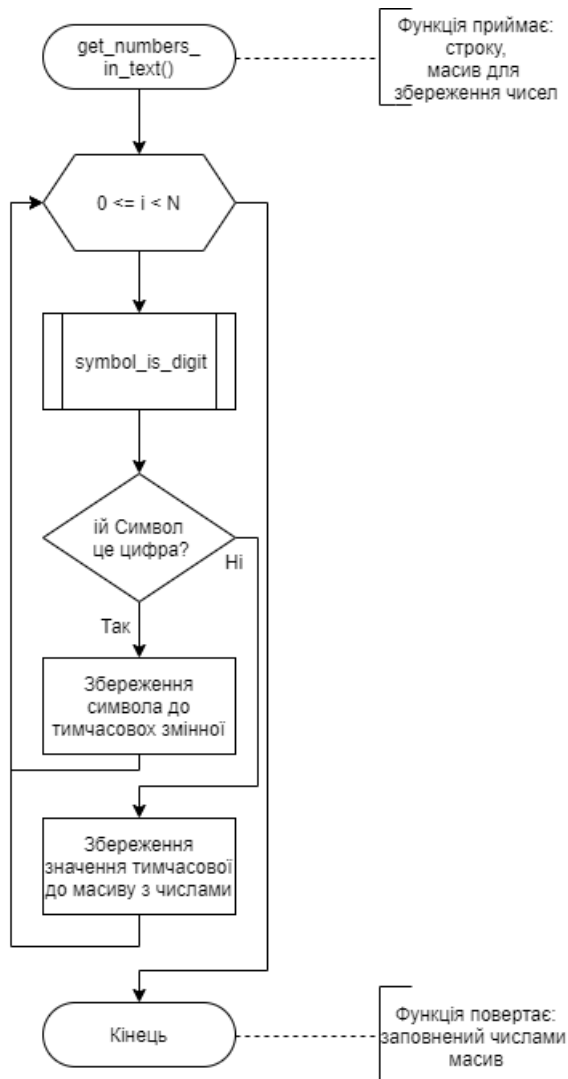 get_numbers_
in_text()
Функція приймає:
строку,
масив для
збереження чисел
0 <= i < N
symbol_is_digit
ій Символ
це цифра?
Ні
Так
Збереження
символа до
тимчасовох змінної
Збереження
значення тимчасової
до масиву з числами
Кінець
Функція повертає:
заповнений числами
масив